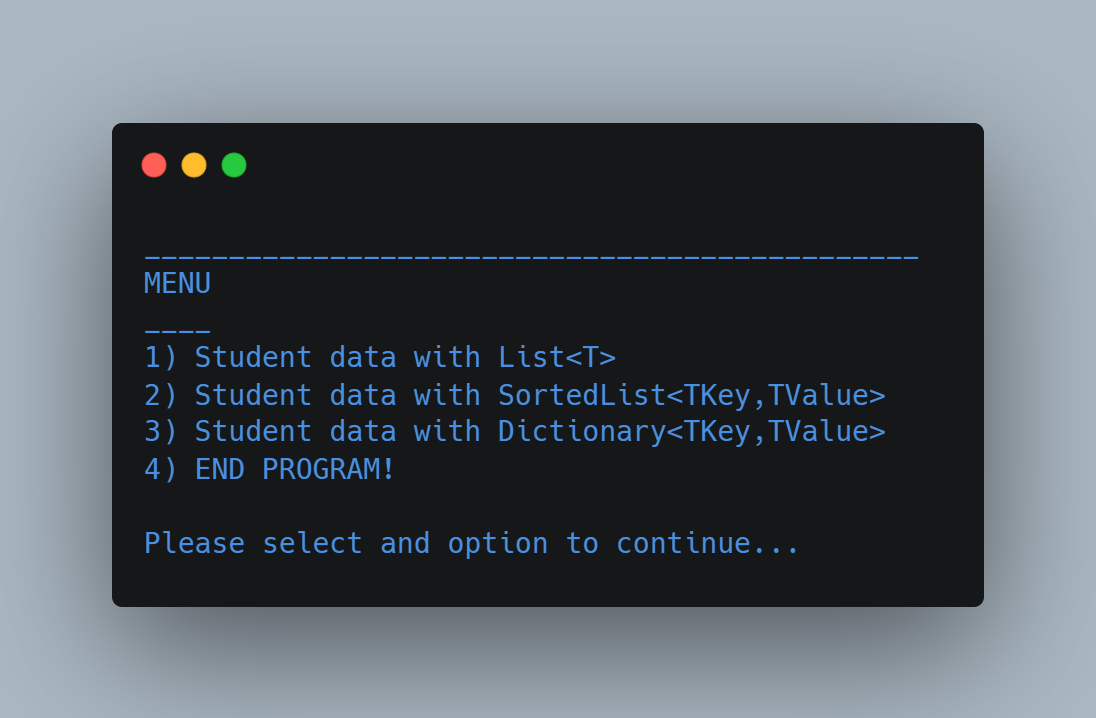 ______________________________________________
MENU
____
1) Student data with List<T>
2) Student data with SortedList<TKey,TValue>
3) Student data with Dictionary<TKey,TValue>
4) END PROGRAM!
Please select and option to continue...